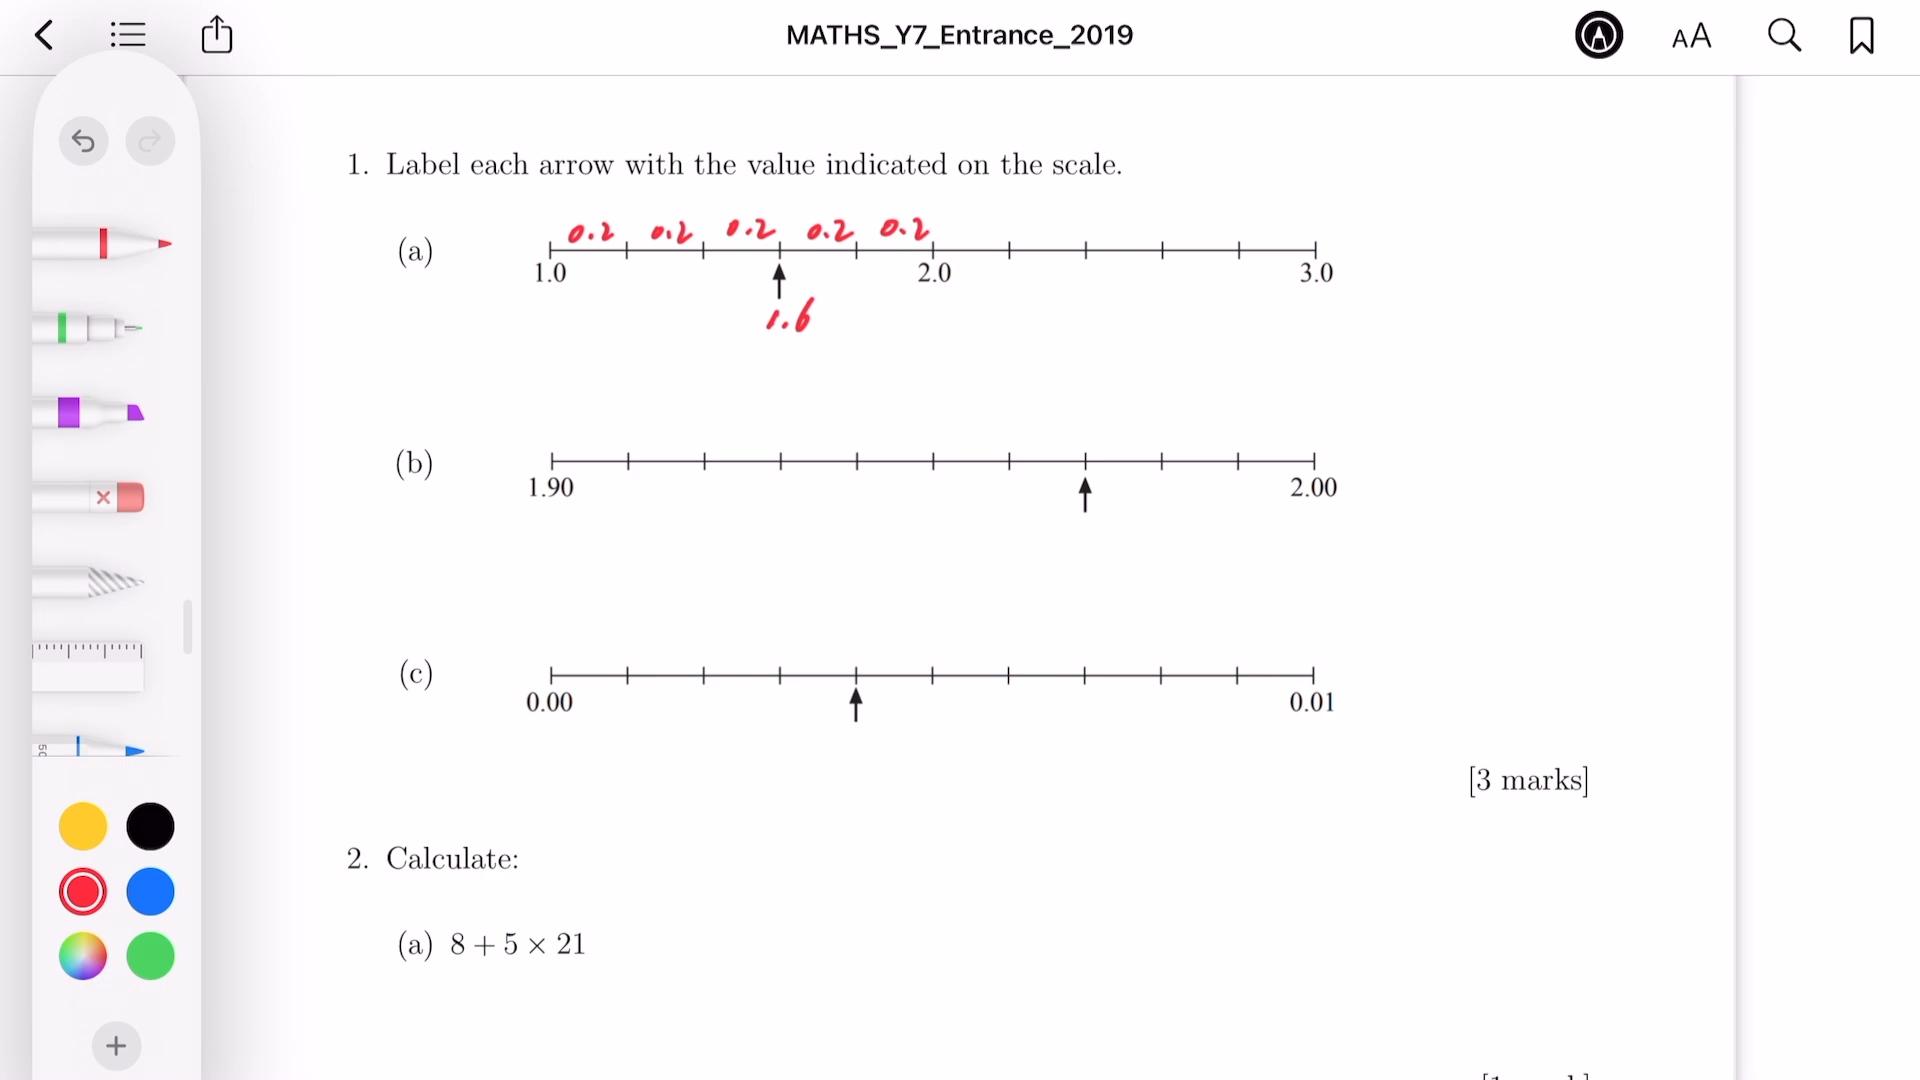 MATHS_Y7_Entrance_2019
AA
1. Label each arrow with the value indicated on the scale.
0.2 0.2 0.2 0.2 0.2
(a)
1.0 2.0 3.0
1.6
(b)
1.90 2.00
(c)
0.00 0.01
[3 marks]
50
2. Calculate:
(a) 8 + 5 × 21